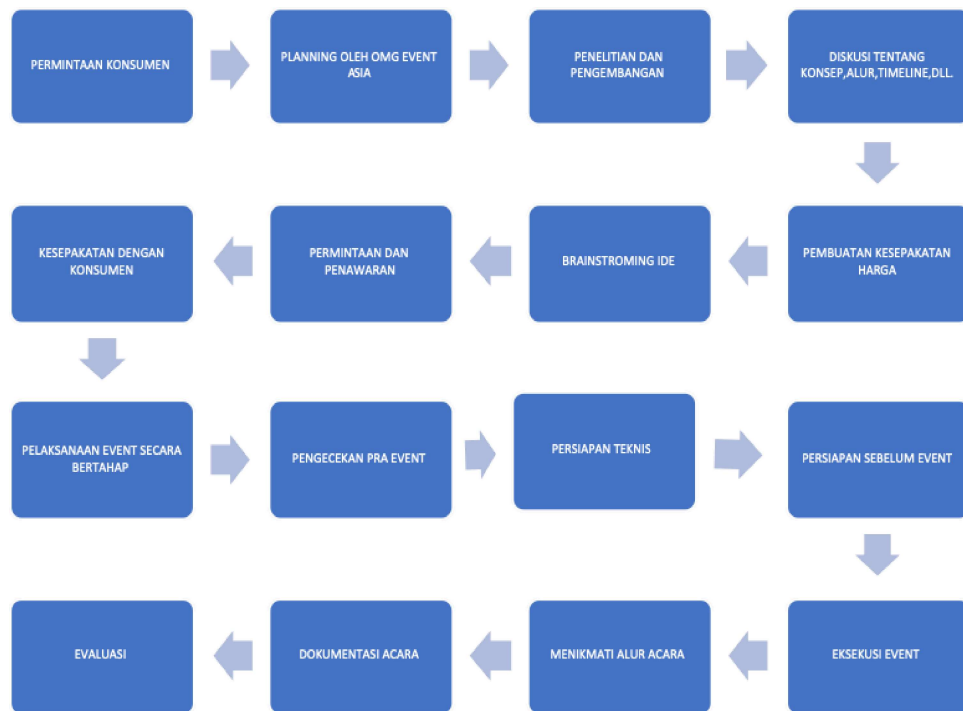 PERMINTAAN KONSUMEN
PLANNING OLEH OMG EVENT
ASIA
PENELITIAN DAN
PENGEMBANGAN
DISKUSI TENTANG
KONSEP,ALUR,TIMELINE,DLL.
PEMBUATAN KESEPAKATAN
HARGA
BRAINSTROMING IDE
PERMINTAAN DAN
PENAWARAN
KESEPAKATAN DENGAN
KONSUMEN
PELAKSANAAN EVENT SECARA
BERTAHAP
PENGECEKAN PRA EVENT
PERSIAPAN TEKNIS
PERSIAPAN SEBELUM EVENT
EKSEKUSI EVENT
MENIKMATI ALUR ACARA
DOKUMENTASI ACARA
EVALUASI